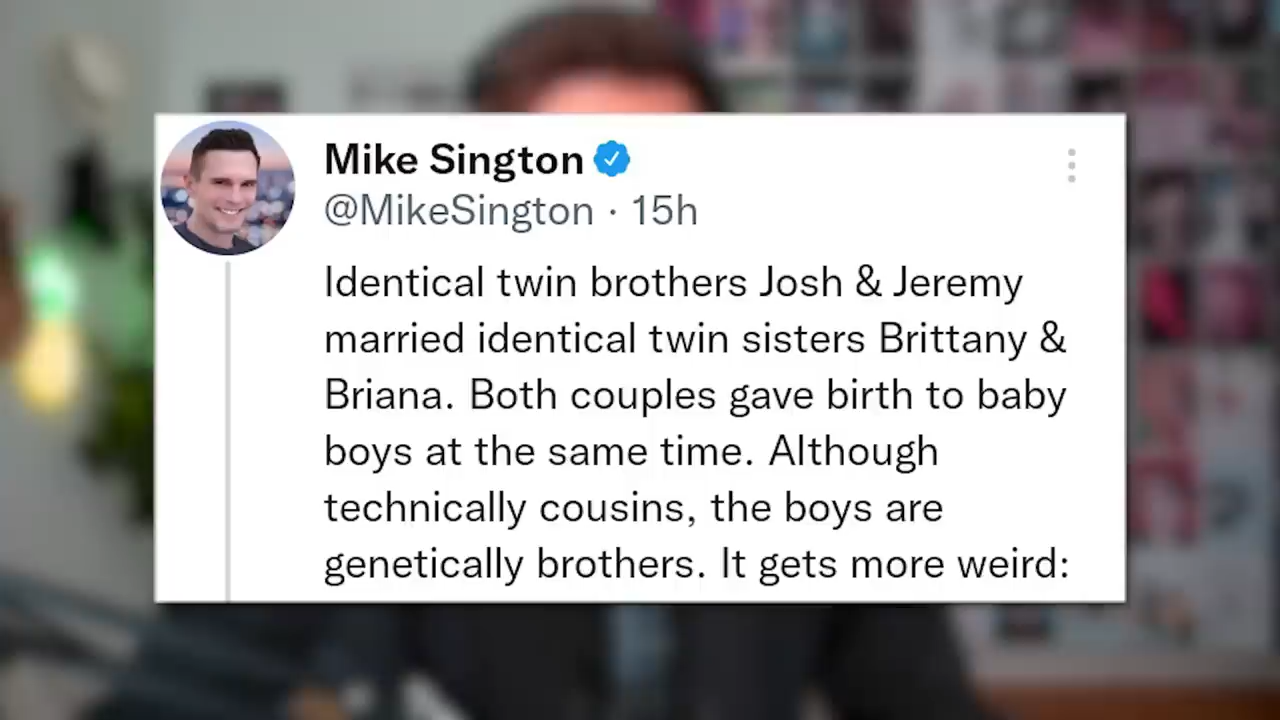 Mike Sington
@MikeSington · 15h
Identical twin brothers Josh & Jeremy
married identical twin sisters Brittany &
Briana. Both couples gave birth to baby
boys at the same time. Although
technically cousins, the boys are
genetically brothers. It gets more weird: